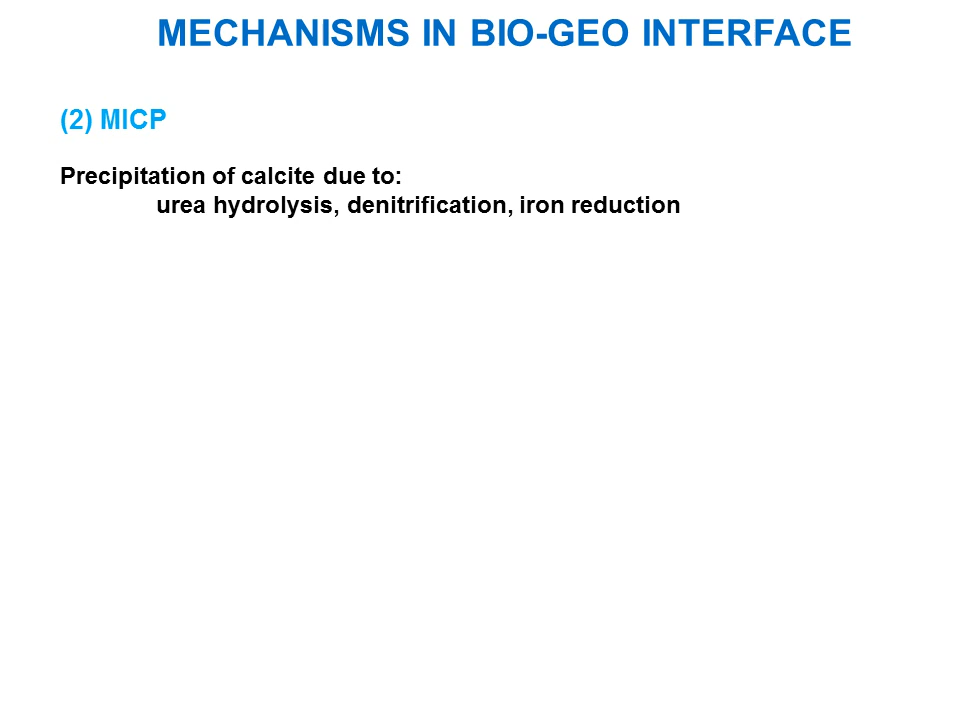 MECHANISMS IN BIO-GEO INTERFACE
(2) MICP
Precipitation of calcite due to:
urea hydrolysis, denitrification, iron reduction